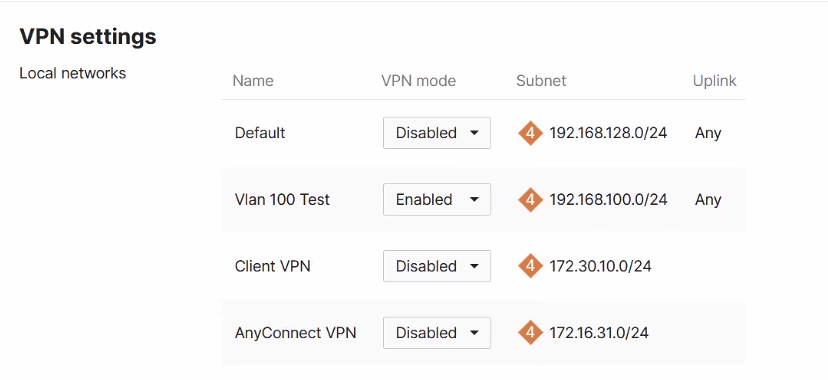 VPN settings
Local networks
Name VPN mode Subnet Uplink
Default Disabled 4 192.168.128.0/24 Any
Vlan 100 Test Enabled 4 192.168.100.0/24 Any
Client VPN Disabled 4 172.30.10.0/24
AnyConnect VPN Disabled 4 172.16.31.0/24